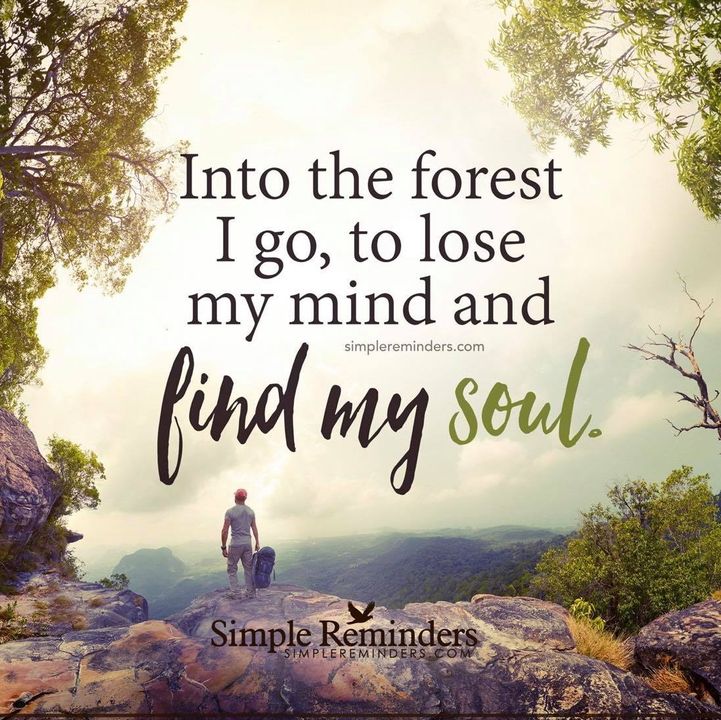 Into the forest
I go, to lose
my mind and
simplereminders.com
find my soul.
Simple Reminders
SIMPLEREMINDERS.COM